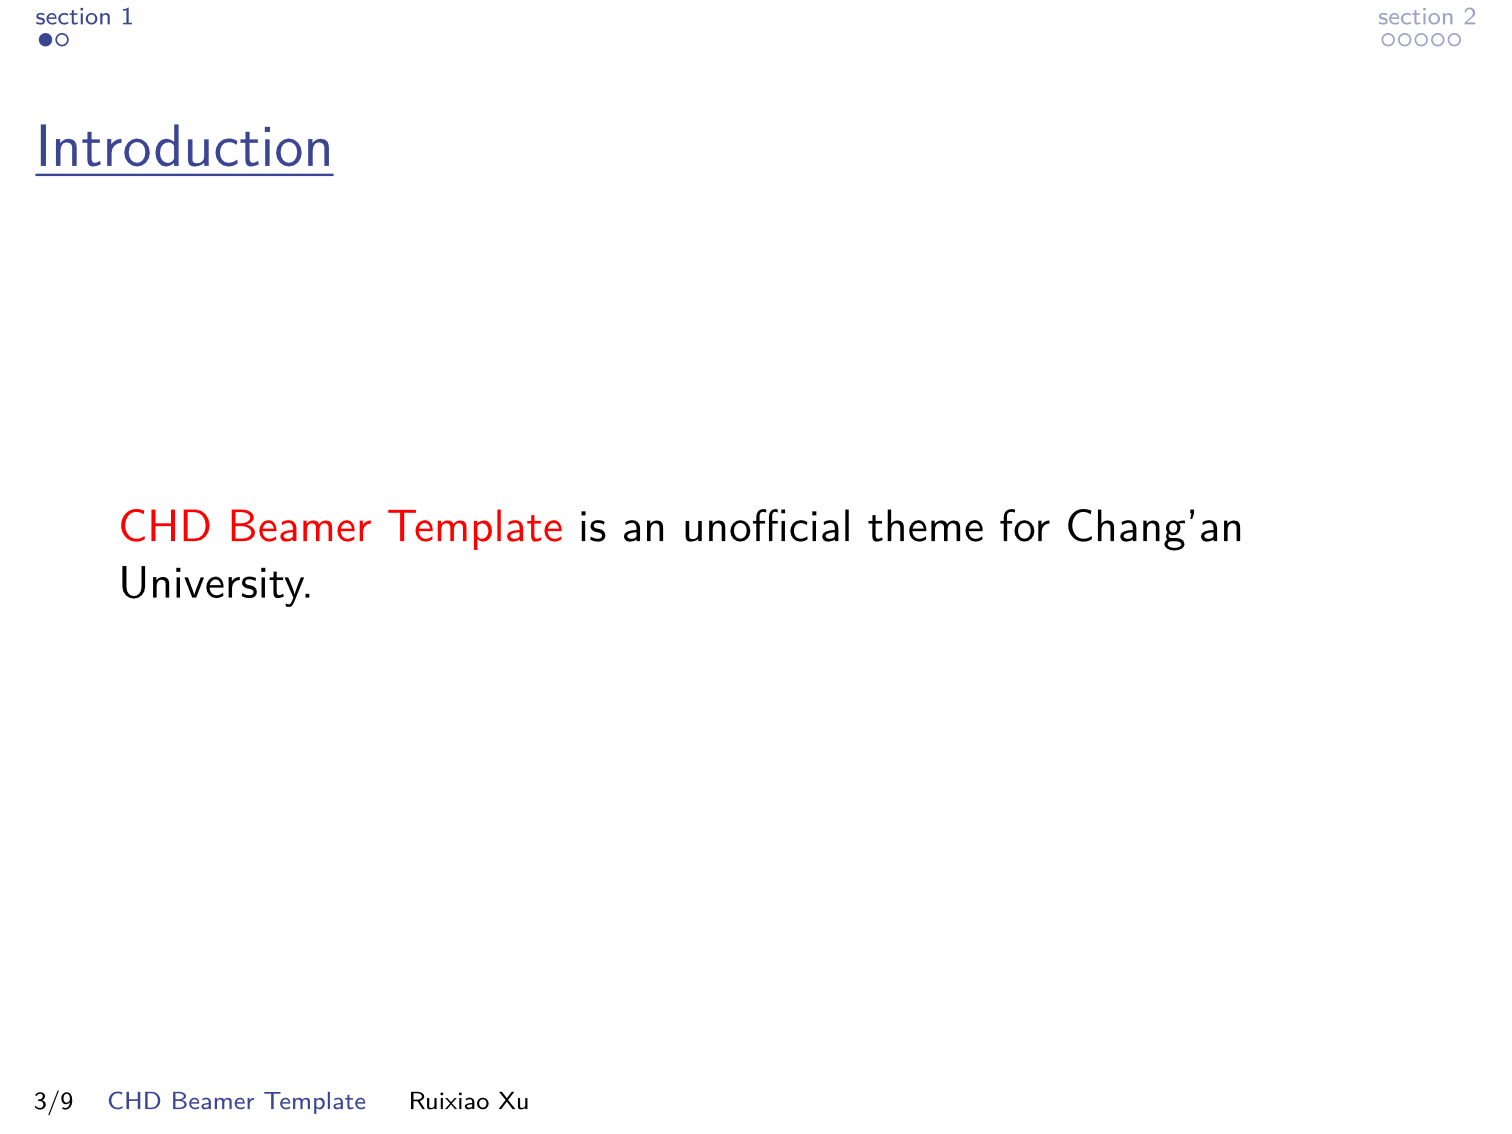 section 1
section 2
Introduction
CHD Beamer Template is an unofficial theme for Chang’an
University.
3/9 CHD Beamer Template Ruixiao Xu